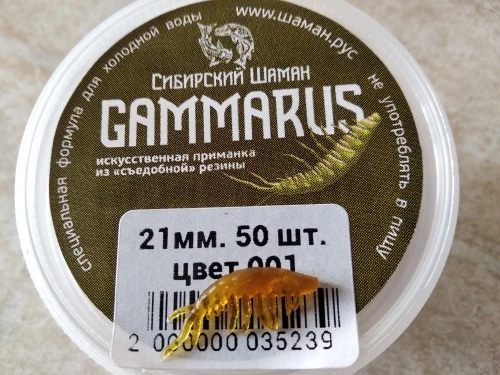 специальная формула для холодной воды
www.шаман.рус
не употреблять в пищу
Сибирский Шаман
GAMMARUS
искусственная приманка
из «съедобной» резины
21мм. 50 шт.
цвет 001
2 000000 035239